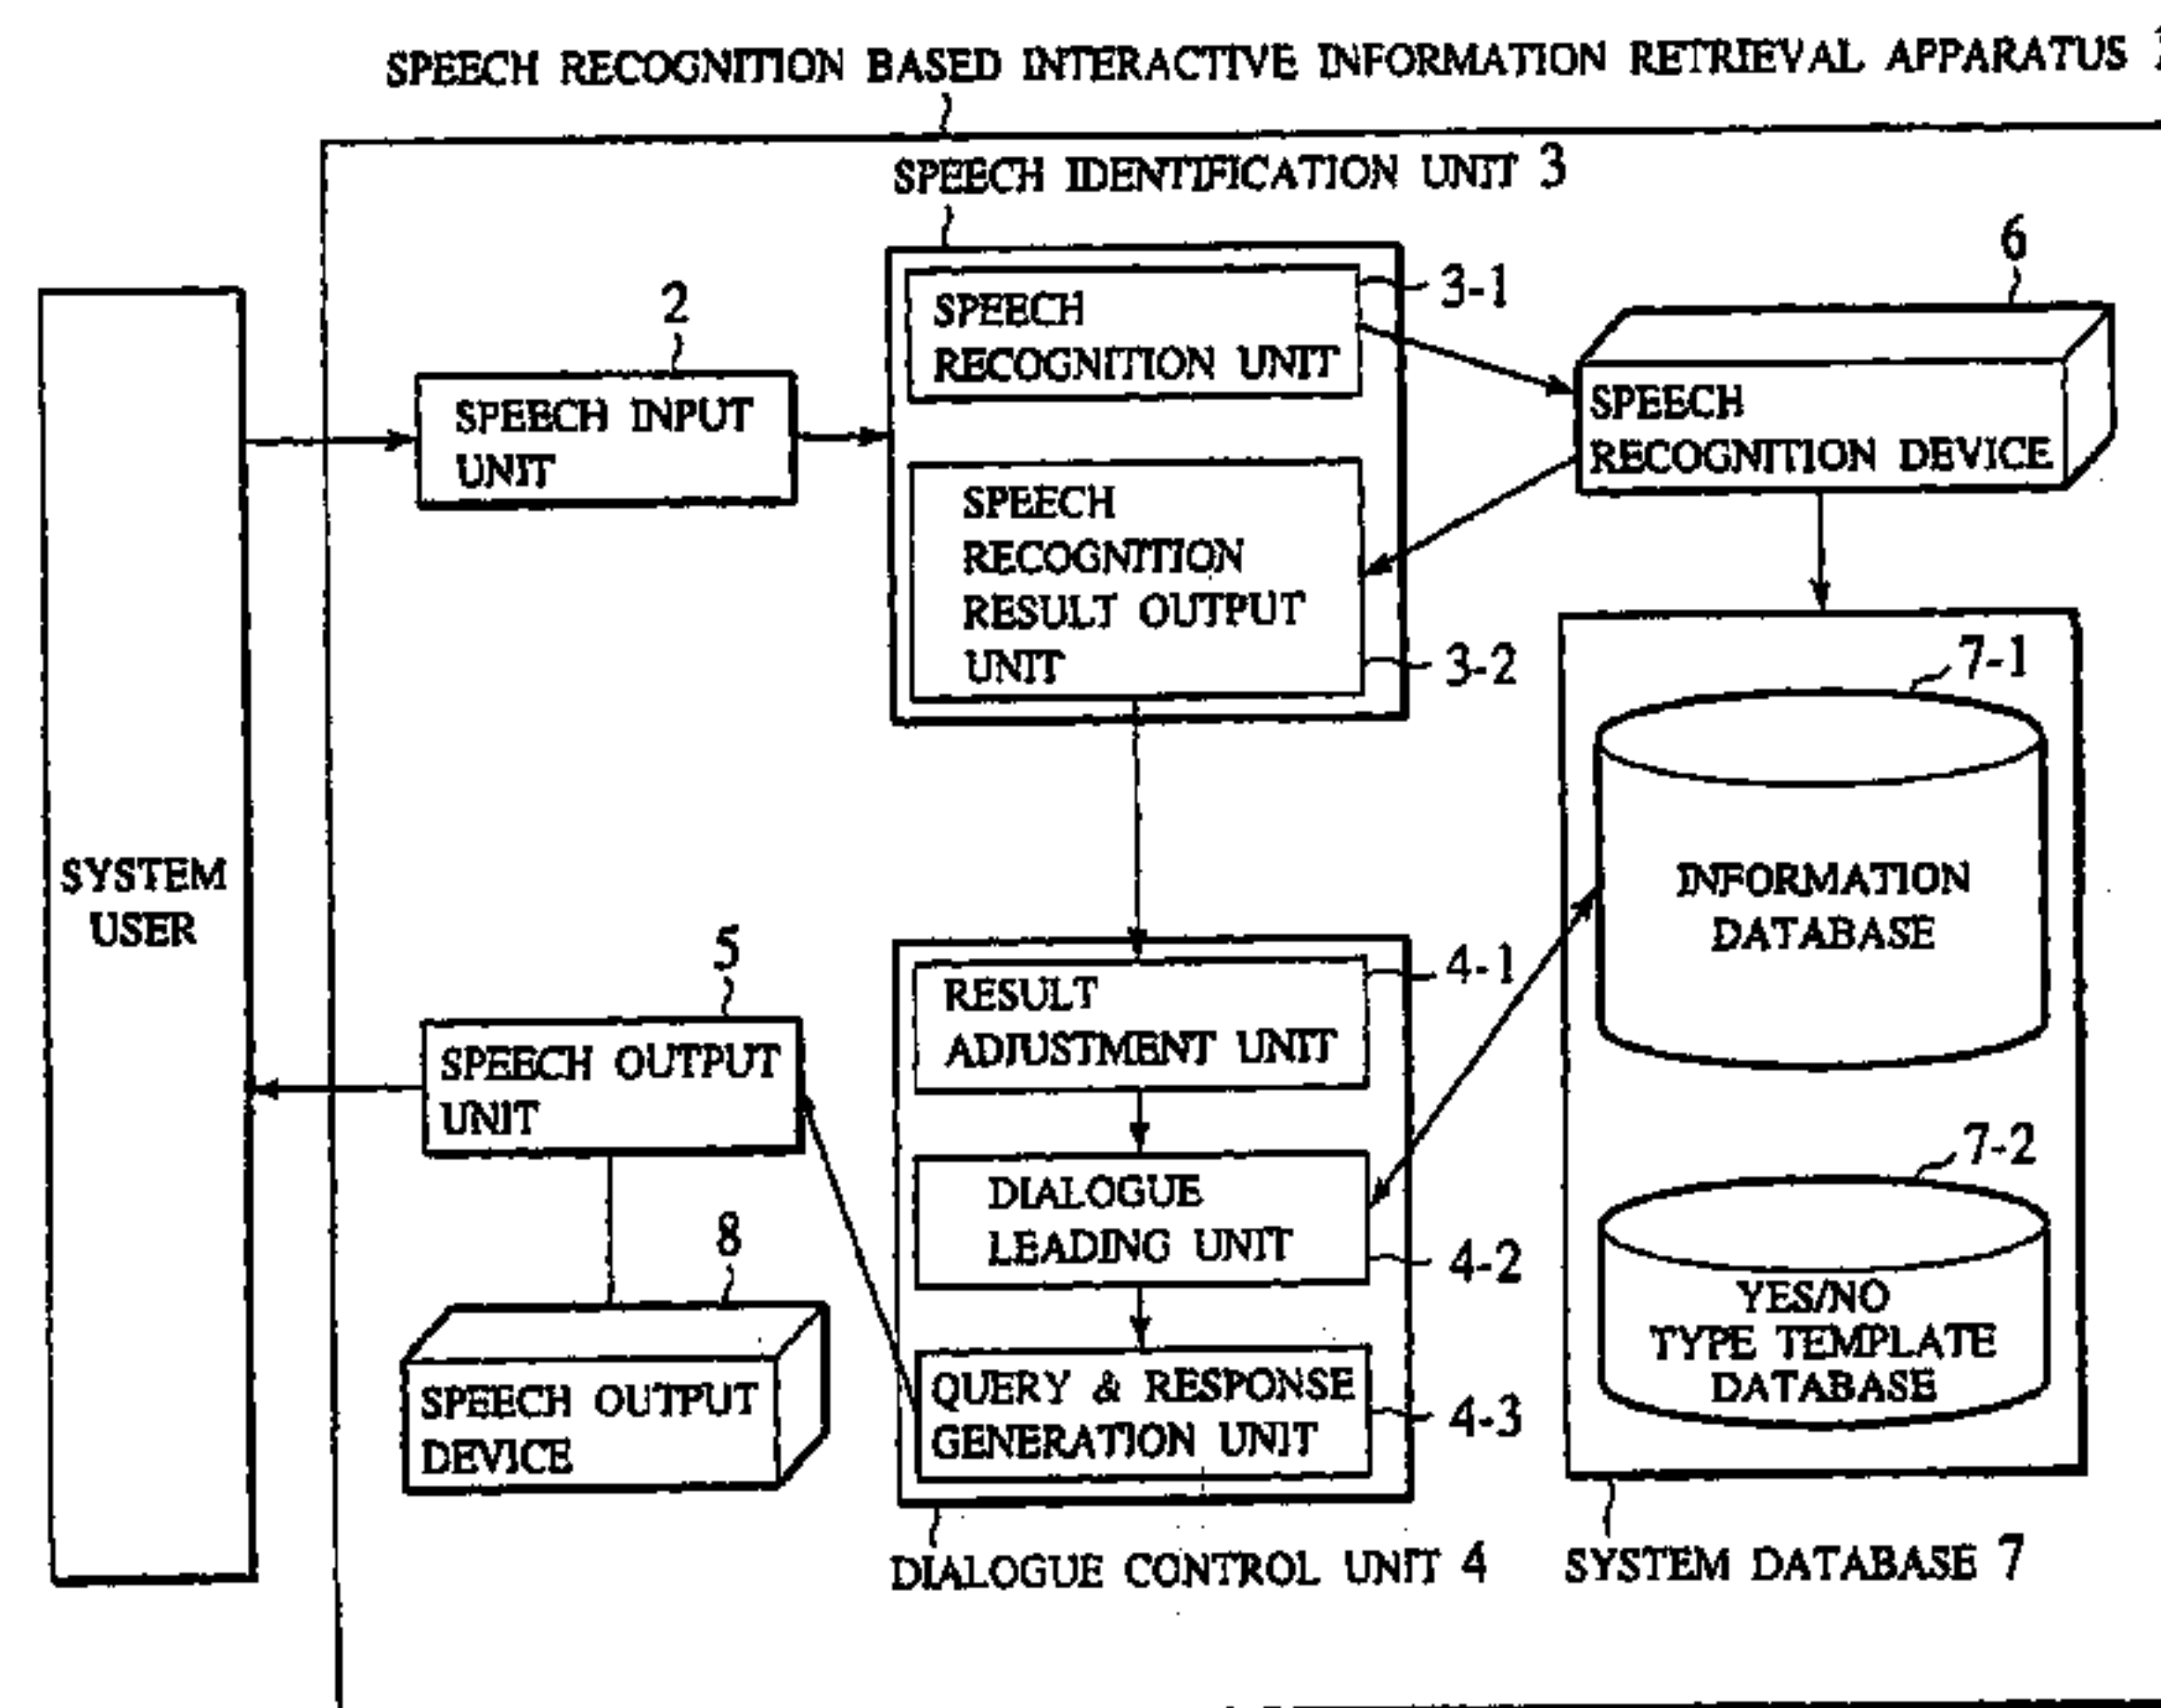 SPEECH RECOGNITION BASED INTERACTIVE INFORMATION RETRIEVAL APPARATUS
SPEECH IDENTIFICATION UNIT 3
3-1
6
SPEECH
RECOGNITION UNIT
2
SPEECH INPUT
UNIT
SPEECH
RECOGNITION DEVICE
SPEECH
RECOGNITION
RESULT OUTPUT
UNIT
3-2
7-1
INFORMATION
DATABASE
SYSTEM
USER
5
4-1
RESULT
ADJUSTMENT UNIT
SPEECH OUTPUT
UNIT
7-2
DIALOGUE
LEADING UNIT
4-2
8
YES/NO
TYPE TEMPLATE
DATABASE
SPEECH OUTPUT
DEVICE
QUERY & RESPONSE
GENERATION UNIT
4-3
DIALOGUE CONTROL UNIT 4
SYSTEM DATABASE 7